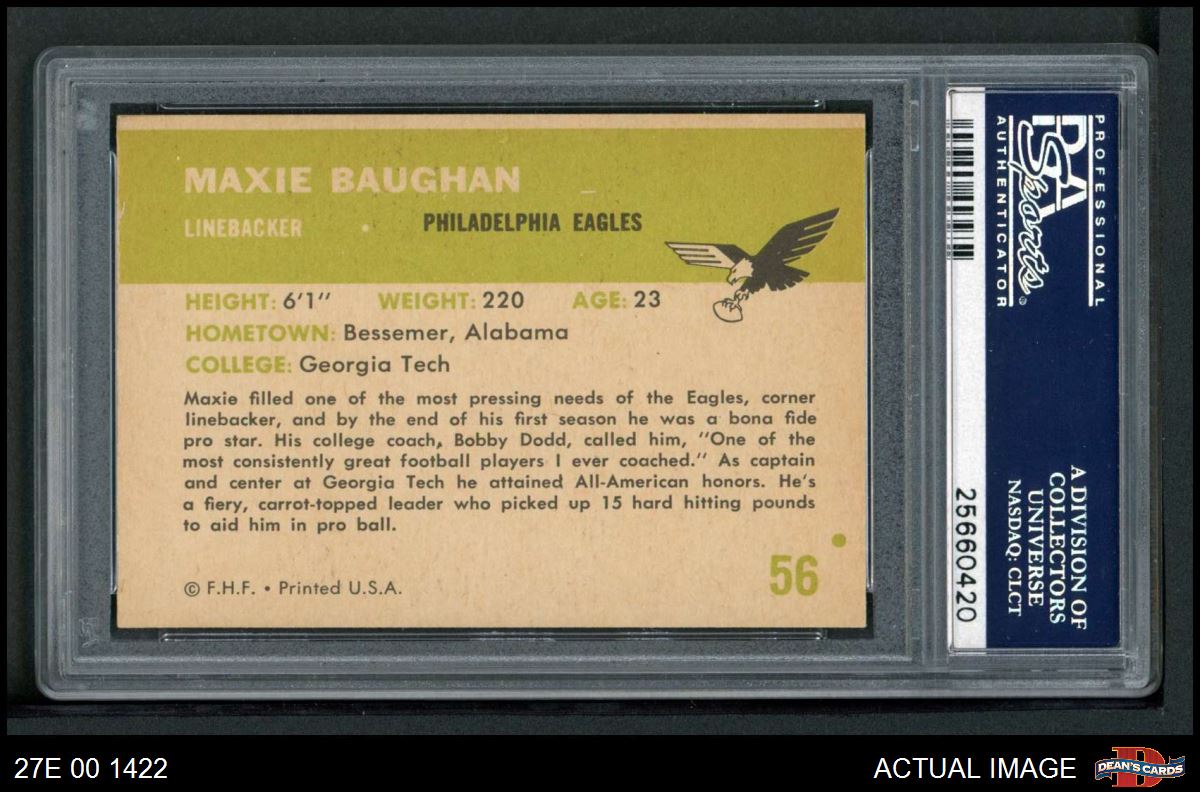 MAXIE BAUGHAN
LINEBACKER
PHILADELPHIA EAGLES
HEIGHT: 6'1" WEIGHT: 220 AGE: 23
HOMETOWN: Bessemer, Alabama
COLLEGE: Georgia Tech
Maxie filled one of the most pressing needs of the Eagles, corner
linebacker, and by the end of his first season he was a bona fide
pro star. His college coach, Bobby Dodd, called him, "One of the
most consistently great football players I ever coached." As captain
and center at Georgia Tech he attained All-American honors. He's
a fiery, carrot-topped leader who picked up 15 hard hitting pounds
to aid him in pro ball.
© F.H.F. • Printed U.S.A.
56
PROFESSIONAL
PSA
Sports®
AUTHENTICATOR
A DIVISION OF
COLLECTORS
UNIVERSE
NASDAQ: CLCT
25660420
27E 00 1422
ACTUAL IMAGE
D
DEAN'S CARDS